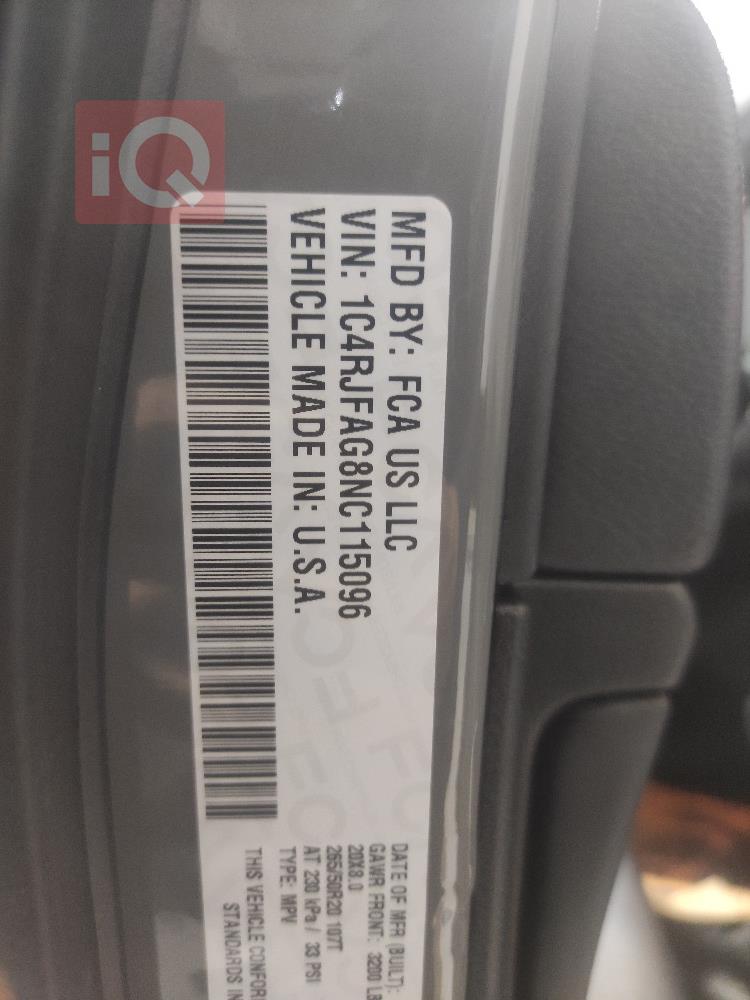 iQ
MFD BY: FCA US LLC
VIN: 1C4RJFAG8NC115096
VEHICLE MADE IN: U.S.A.
DATE OF MFR (BUILT):
GAWR FRONT: 3200 LB
20X8.0
265/50R20 107T
AT 230 kPa / 33 PSI
TYPE: MPV
THIS VEHICLE CONFOR
STANDARDS IN